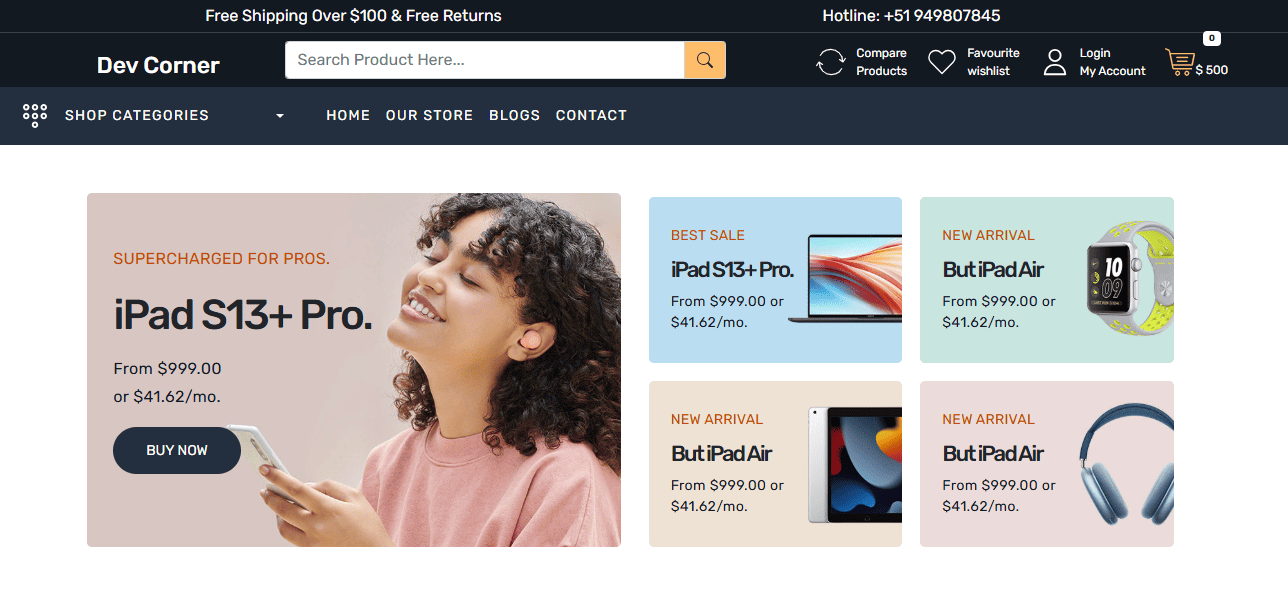 Free Shipping Over $100 & Free Returns
Hotline: +51 949807845
Dev Corner
Search Product Here...
Compare
Products
Favourite
wishlist
Login
My Account
0
$ 500
SHOP CATEGORIES
HOME OUR STORE BLOGS CONTACT
SUPERCHARGED FOR PROS.
iPad S13+ Pro.
From $999.00
or $41.62/mo.
BUY NOW
BEST SALE
iPad S13+ Pro.
From $999.00 or
$41.62/mo.
NEW ARRIVAL
But iPad Air
From $999.00 or
$41.62/mo.
10
09
NEW ARRIVAL
But iPad Air
From $999.00 or
$41.62/mo.
NEW ARRIVAL
But iPad Air
From $999.00 or
$41.62/mo.